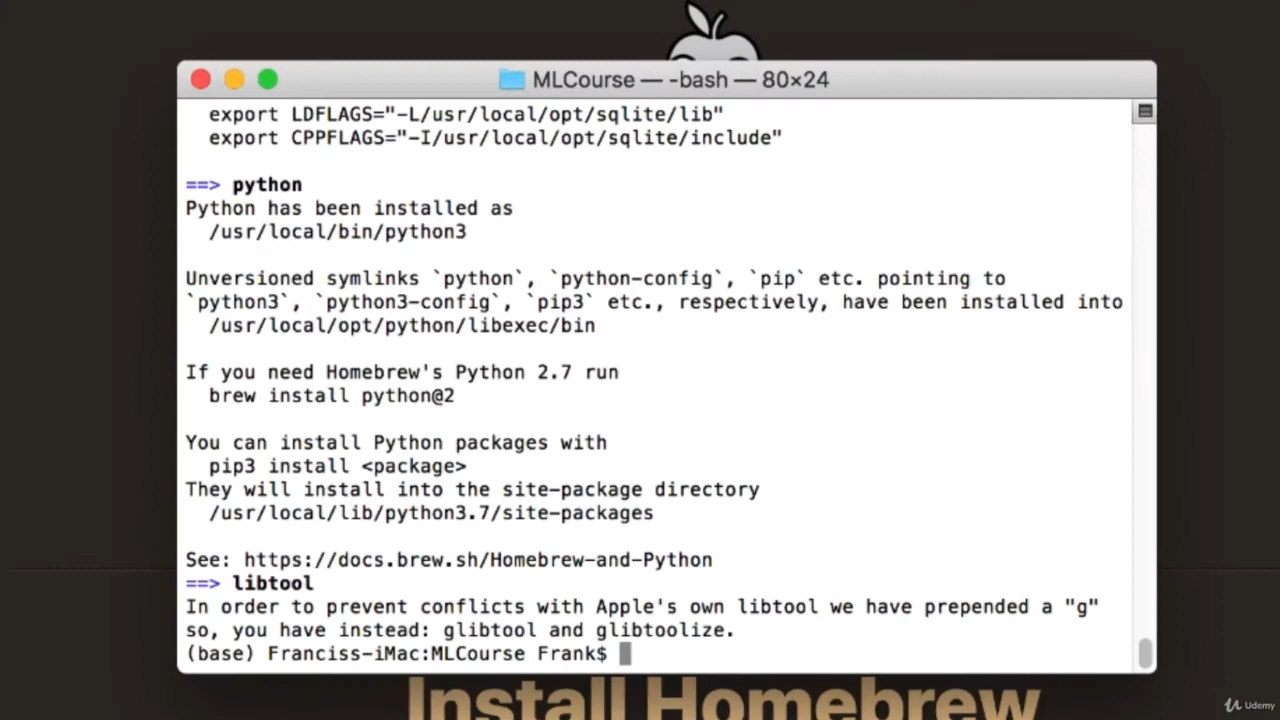 MLCourse — -bash — 80×24
export LDFLAGS="-L/usr/local/opt/sqlite/lib"
export CPPFLAGS="-I/usr/local/opt/sqlite/include"
==> python
Python has been installed as
/usr/local/bin/python3
Unversioned symlinks `python`, `python-config`, `pip` etc. pointing to
`python3`, `python3-config`, `pip3` etc., respectively, have been installed into
/usr/local/opt/python/libexec/bin
If you need Homebrew's Python 2.7 run
brew install python@2
You can install Python packages with
pip3 install <package>
They will install into the site-package directory
/usr/local/lib/python3.7/site-packages
See: https://docs.brew.sh/Homebrew-and-Python
==> libtool
In order to prevent conflicts with Apple's own libtool we have prepended a "g"
so, you have instead: glibtool and glibtoolize.
(base) Franciss-iMac:MLCourse Frank$
Install Homebrew
Udemy